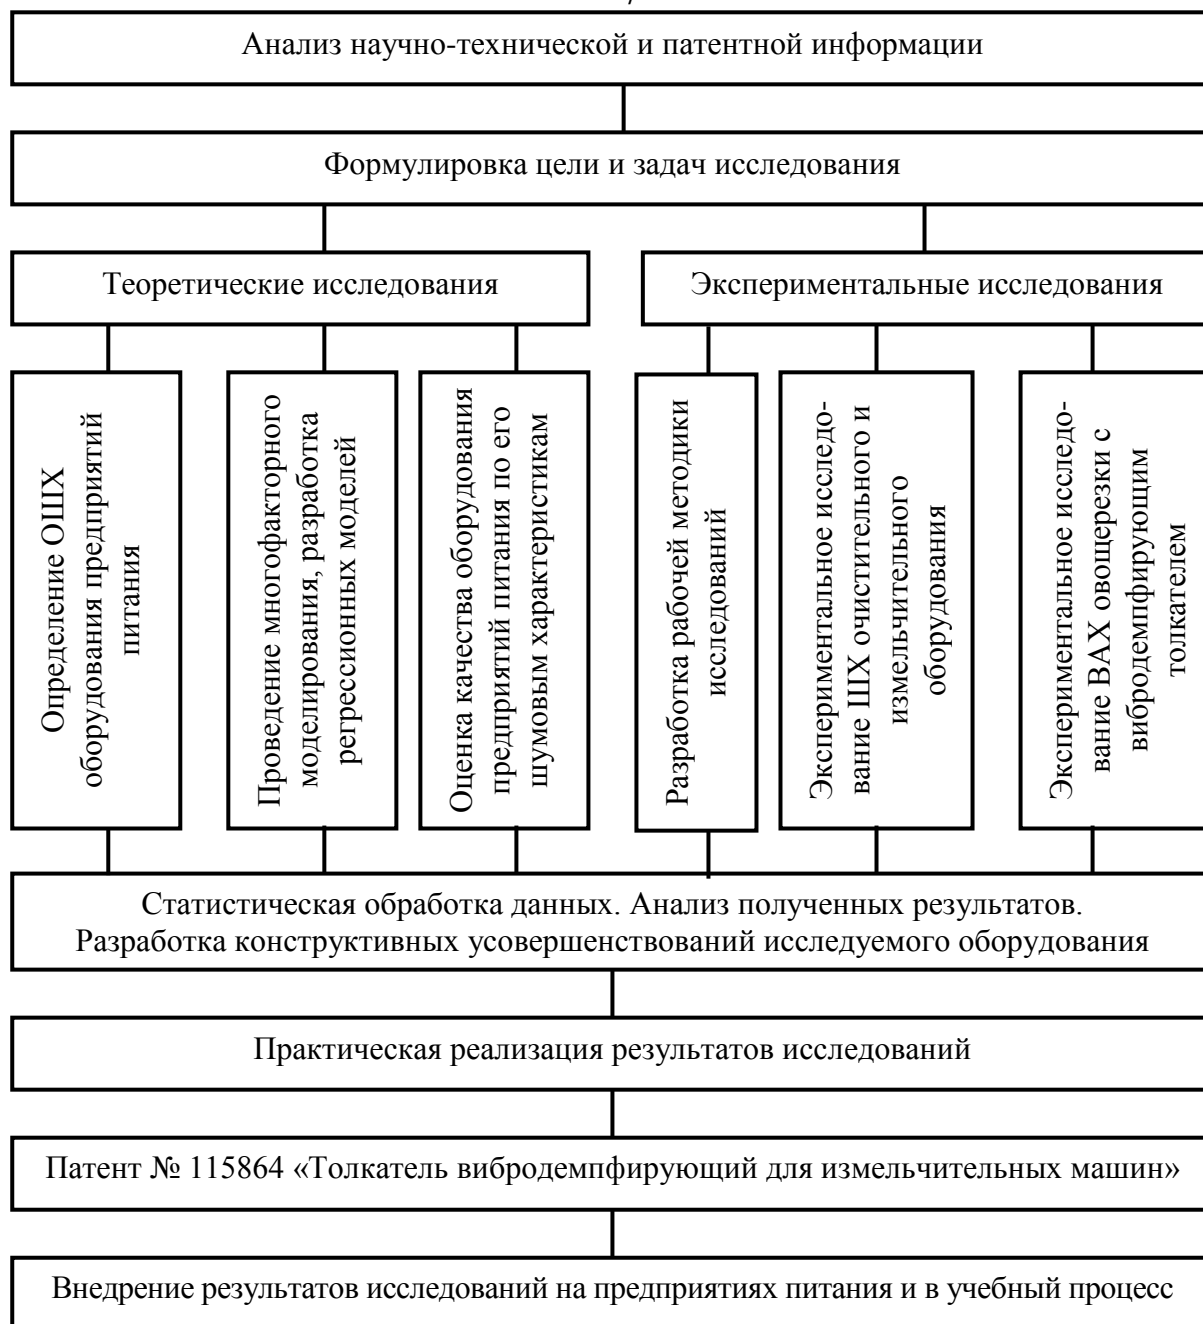 Анализ научно-технической и патентной информации
Формулировка цели и задач исследования
Теоретические исследования
Экспериментальные исследования
Определение ОШХ
оборудования предприятий
питания
Проведение многофакторного
моделирования, разработка
регрессионных моделей
Оценка качества оборудования
предприятий питания по его
шумовым характеристикам
Разработка рабочей методики
исследований
Экспериментальное исследо-
вание ШХ очистительного и
измельчительного
оборудования
Экспериментальное исследо-
вание ВАХ овощерезки с
вибродемпфирующим
толкателем
Статистическая обработка данных. Анализ полученных результатов.
Разработка конструктивных усовершенствований исследуемого оборудования
Практическая реализация результатов исследований
Патент № 115864 «Толкатель вибродемпфирующий для измельчительных машин»
Внедрение результатов исследований на предприятиях питания и в учебный процесс